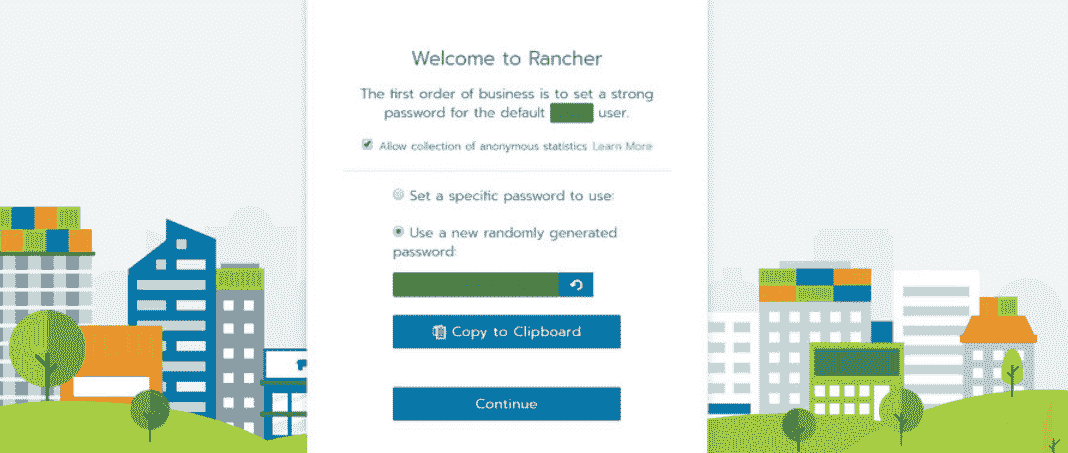 Welcome to Rancher
The first order of business is to set a strong
password for the default user.
Allow collection of anonymous statistics Learn More
Set a specific password to use:
Use a new randomly generated
password:
Copy to Clipboard
Continue